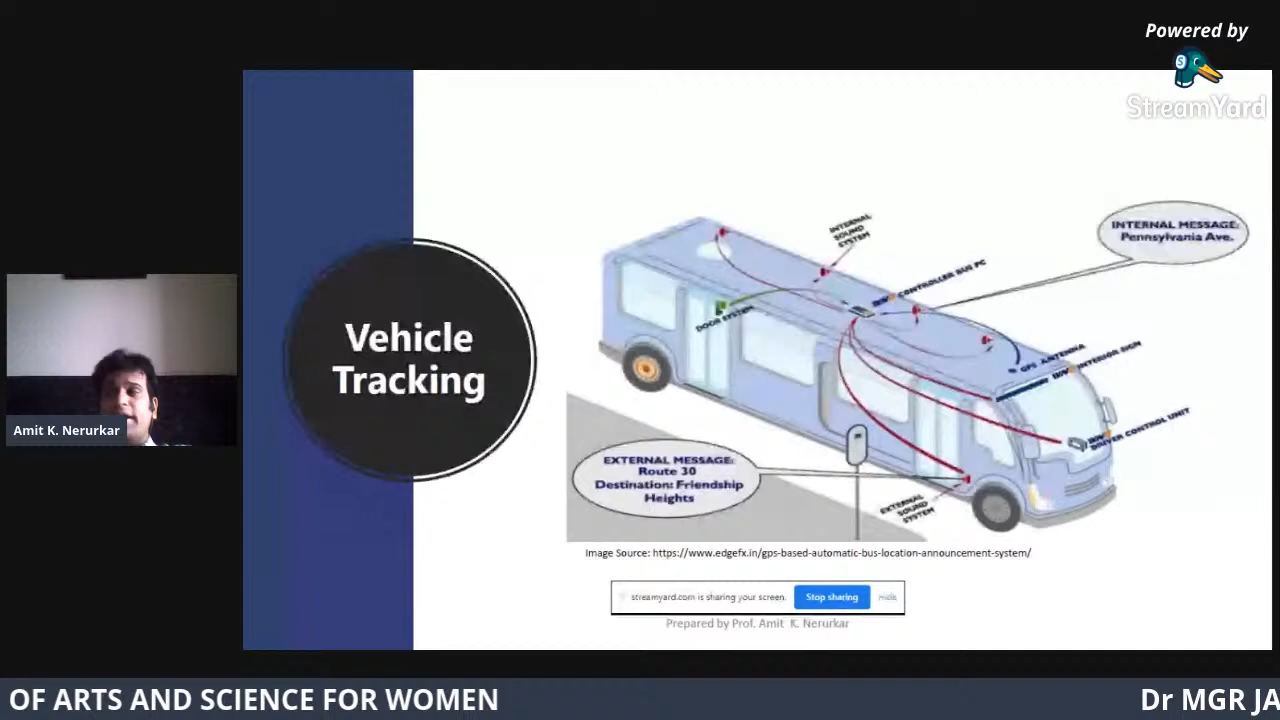 Powered by
StreamYard
Vehicle
Tracking
INTERNAL
SOUND
SYSTEM
INTERNAL MESSAGE:
Pennsylvania Ave.
CONTROLLER BUS PC
DOOR SYSTEM
GPS ANTENNA
INTERIOR SIGN
DRIVER CONTROL UNIT
EXTERNAL MESSAGE:
Route 30
Destination: Friendship
Heights
EXTERNAL
SOUND
SYSTEM
Amit K. Nerurkar
Image Source: https://www.edgefx.in/gps-based-automatic-bus-location-announcement-system/
streamyard.com is sharing your screen.
Stop sharing
Hide
Prepared by Prof. Amit K. Nerurkar
OF ARTS AND SCIENCE FOR WOMEN
Dr MGR JA